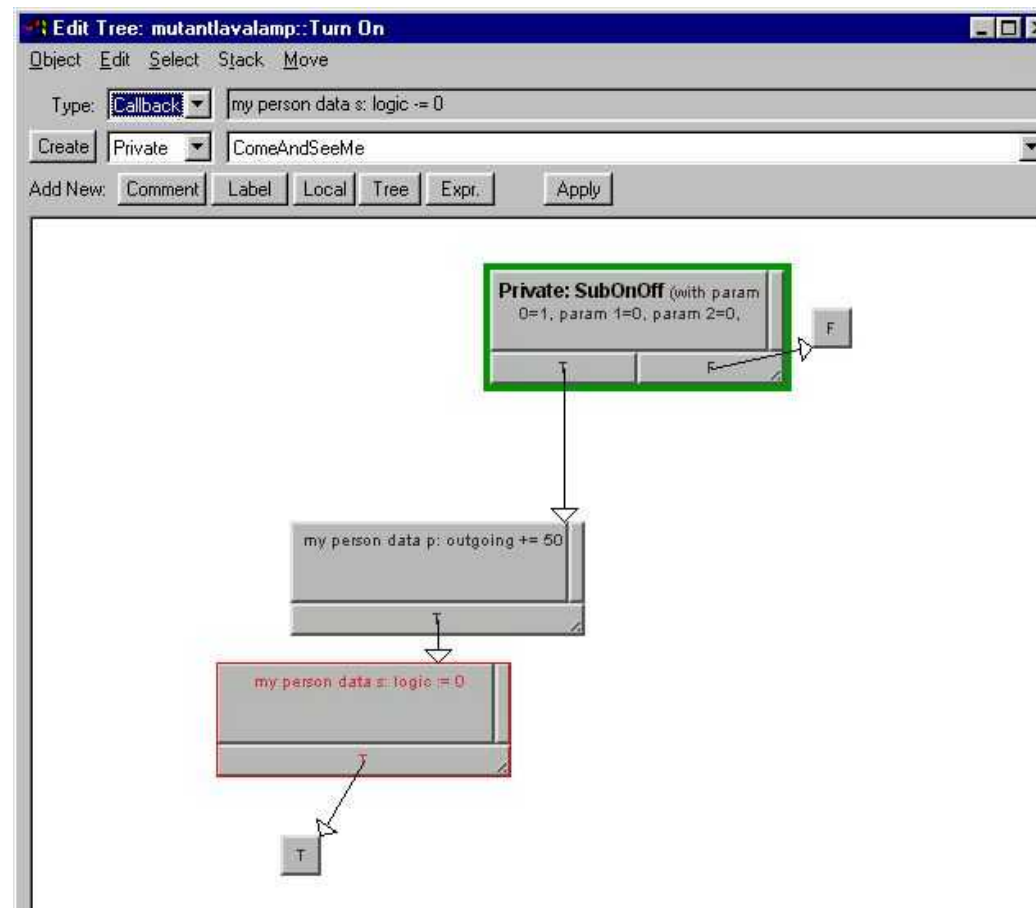 Edit Tree: mutantlavalamp::Turn On
Object Edit Select Stack Move
Type: Callback my person data s: logic -= 0
Create Private ComeAndSeeMe
Add New: Comment Label Local Tree Expr. Apply
Private: SubOnOff (with param
0=1, param 1=0, param 2=0,
T F
F
my person data p: outgoing += 50
T
my person data s: logic := 0
T
T